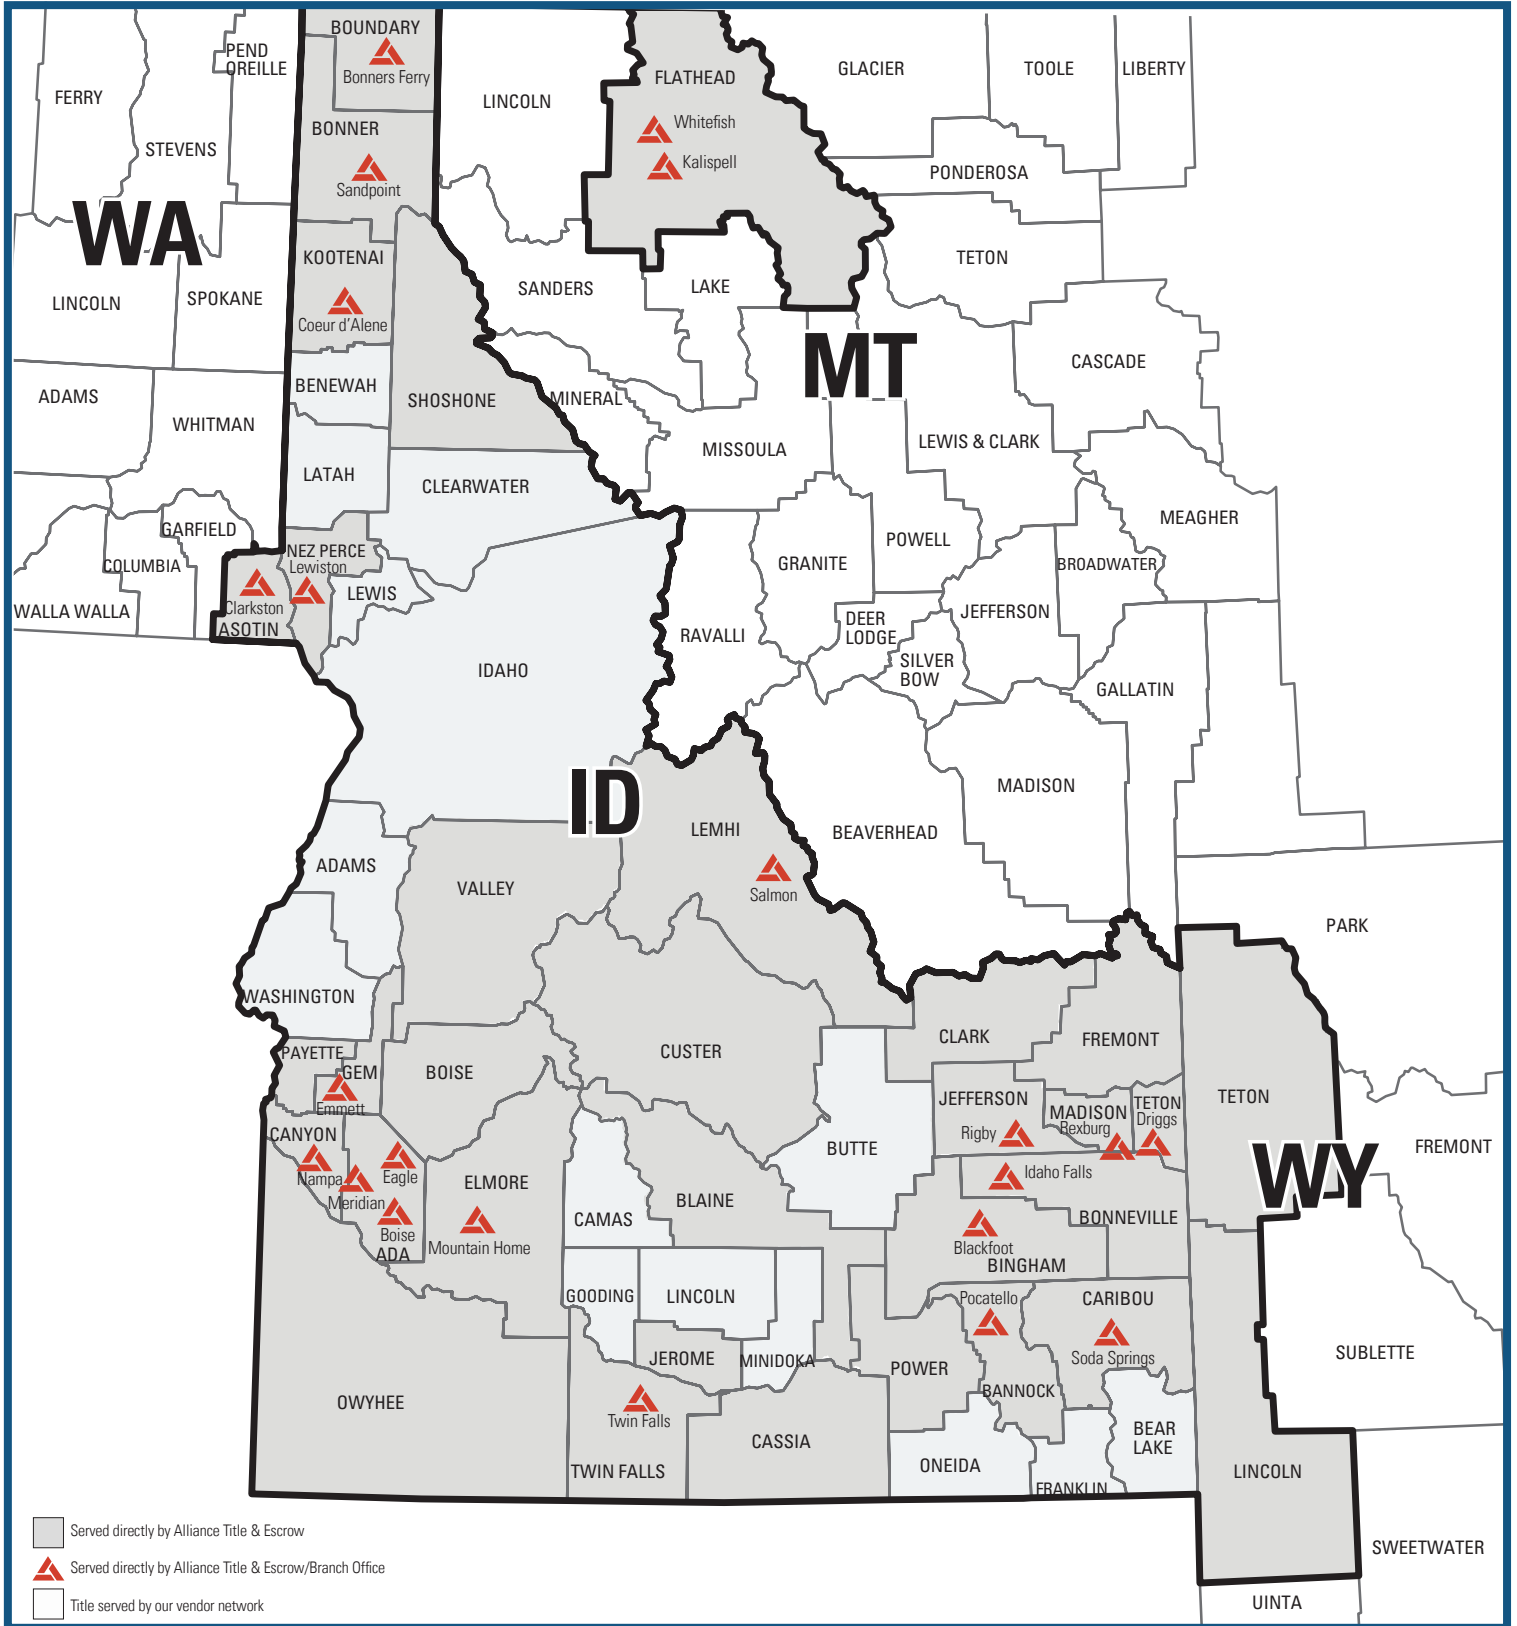 BOUNDARY
Bonners Ferry
PEND
OREILLE
FERRY
STEVENS
LINCOLN
FLATHEAD
Whitefish
Kalispell
GLACIER
TOOLE
LIBERTY
BONNER
Sandpoint
PONDEROSA
WA
KOOTENAI
Coeur d'Alene
TETON
SANDERS
LAKE
LINCOLN
SPOKANE
MT
CASCADE
ADAMS
WHITMAN
BENEWAH
SHOSHONE
MINERAL
MISSOULA
LEWIS & CLARK
LATAH
CLEARWATER
MEAGHER
GARFIELD
COLUMBIA
WALLA WALLA
NEZ PERCE
Lewiston
Clarkston
ASOTIN
LEWIS
GRANITE
POWELL
BROADWATER
JEFFERSON
DEER
LODGE
RAVALLI
SILVER
BOW
IDAHO
GALLATIN
ID
MADISON
BEAVERHEAD
LEMHI
Salmon
ADAMS
VALLEY
PARK
WASHINGTON
CLARK
FREMONT
CUSTER
PAYETTE
GEM
Emmett
BOISE
TETON
JEFFERSON
Rigby
MADISON
Rexburg
TETON
Driggs
CANYON
Nampa
Meridian
Eagle
Boise
ADA
ELMORE
Mountain Home
BUTTE
Idaho Falls
WY
FREMONT
CAMAS
BLAINE
Blackfoot
BINGHAM
BONNEVILLE
GOODING
LINCOLN
Pocatello
CARIBOU
Soda Springs
JEROME
MINIDOKA
POWER
BANNOCK
SUBLETTE
OWYHEE
Twin Falls
TWIN FALLS
CASSIA
ONEIDA
FRANKLIN
BEAR
LAKE
LINCOLN
SWEETWATER
UINTA
Served directly by Alliance Title & Escrow
Served directly by Alliance Title & Escrow/Branch Office
Title served by our vendor network